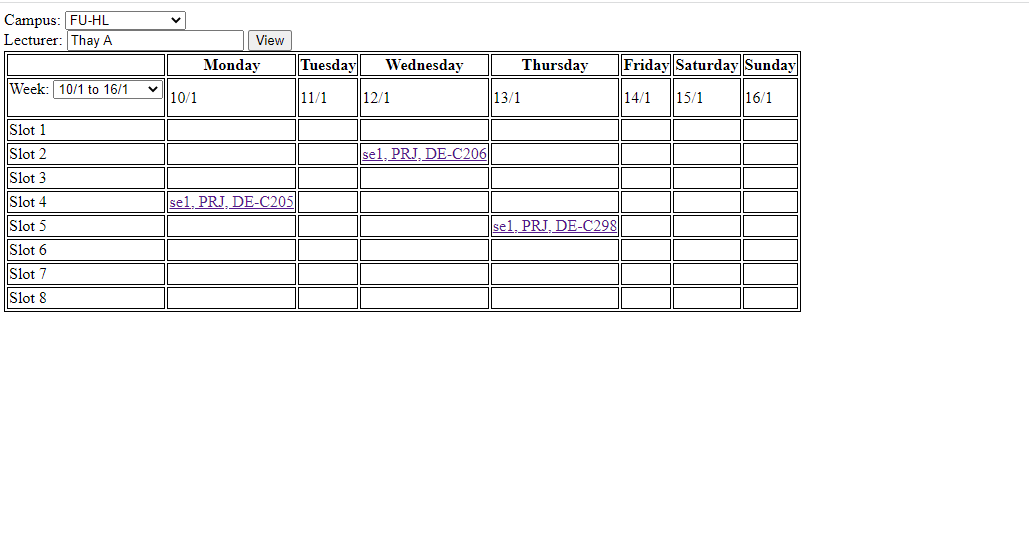 Campus: FU-HL
Lecturer: Thay A View
Monday Tuesday Wednesday Thursday Friday Saturday Sunday
Week: 10/1 to 16/1 10/1 11/1 12/1 13/1 14/1 15/1 16/1
Slot 1
Slot 2 se1, PRJ, DE-C206
Slot 3
Slot 4 se1, PRJ, DE-C205
Slot 5 se1, PRJ, DE-C298
Slot 6
Slot 7
Slot 8